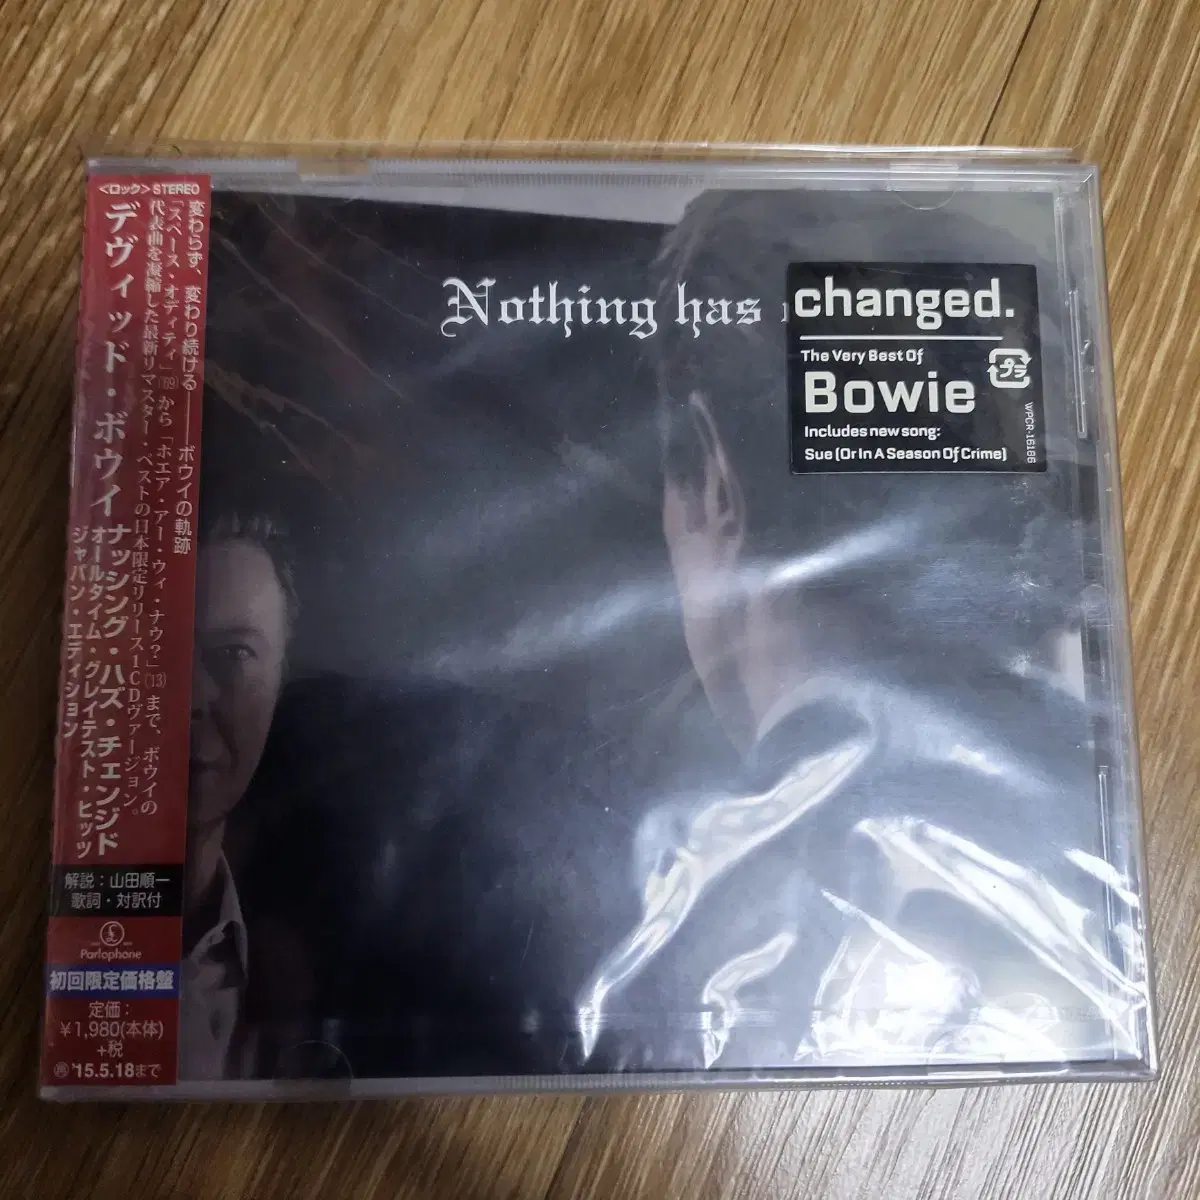 <ロック> STEREO
変わらず、変わり続ける――ボウイの軌跡
「スペース・オディティ」('69)から「ホエア・アー・ウィ・ナウ?」('13)まで、ボウイの
代表曲を凝縮した最新リマスター・ベストの日本限定リリース1CDヴァージョン。
デヴィッド・ボウイ
ナッシング・ハズ・チェンジド
オールタイム・グレイテスト・ヒッツ
ジャパン・エディション
解説:山田順一
歌詞・対訳付
Parlophone
初回限定価格盤
定価:
¥1,980(本体)
+税
'15.5.18まで
Nothing has
changed.
The Very Best Of
Bowie
Includes new song:
Sue (Or In A Season Of Crime)
プラ
WPCR-16186